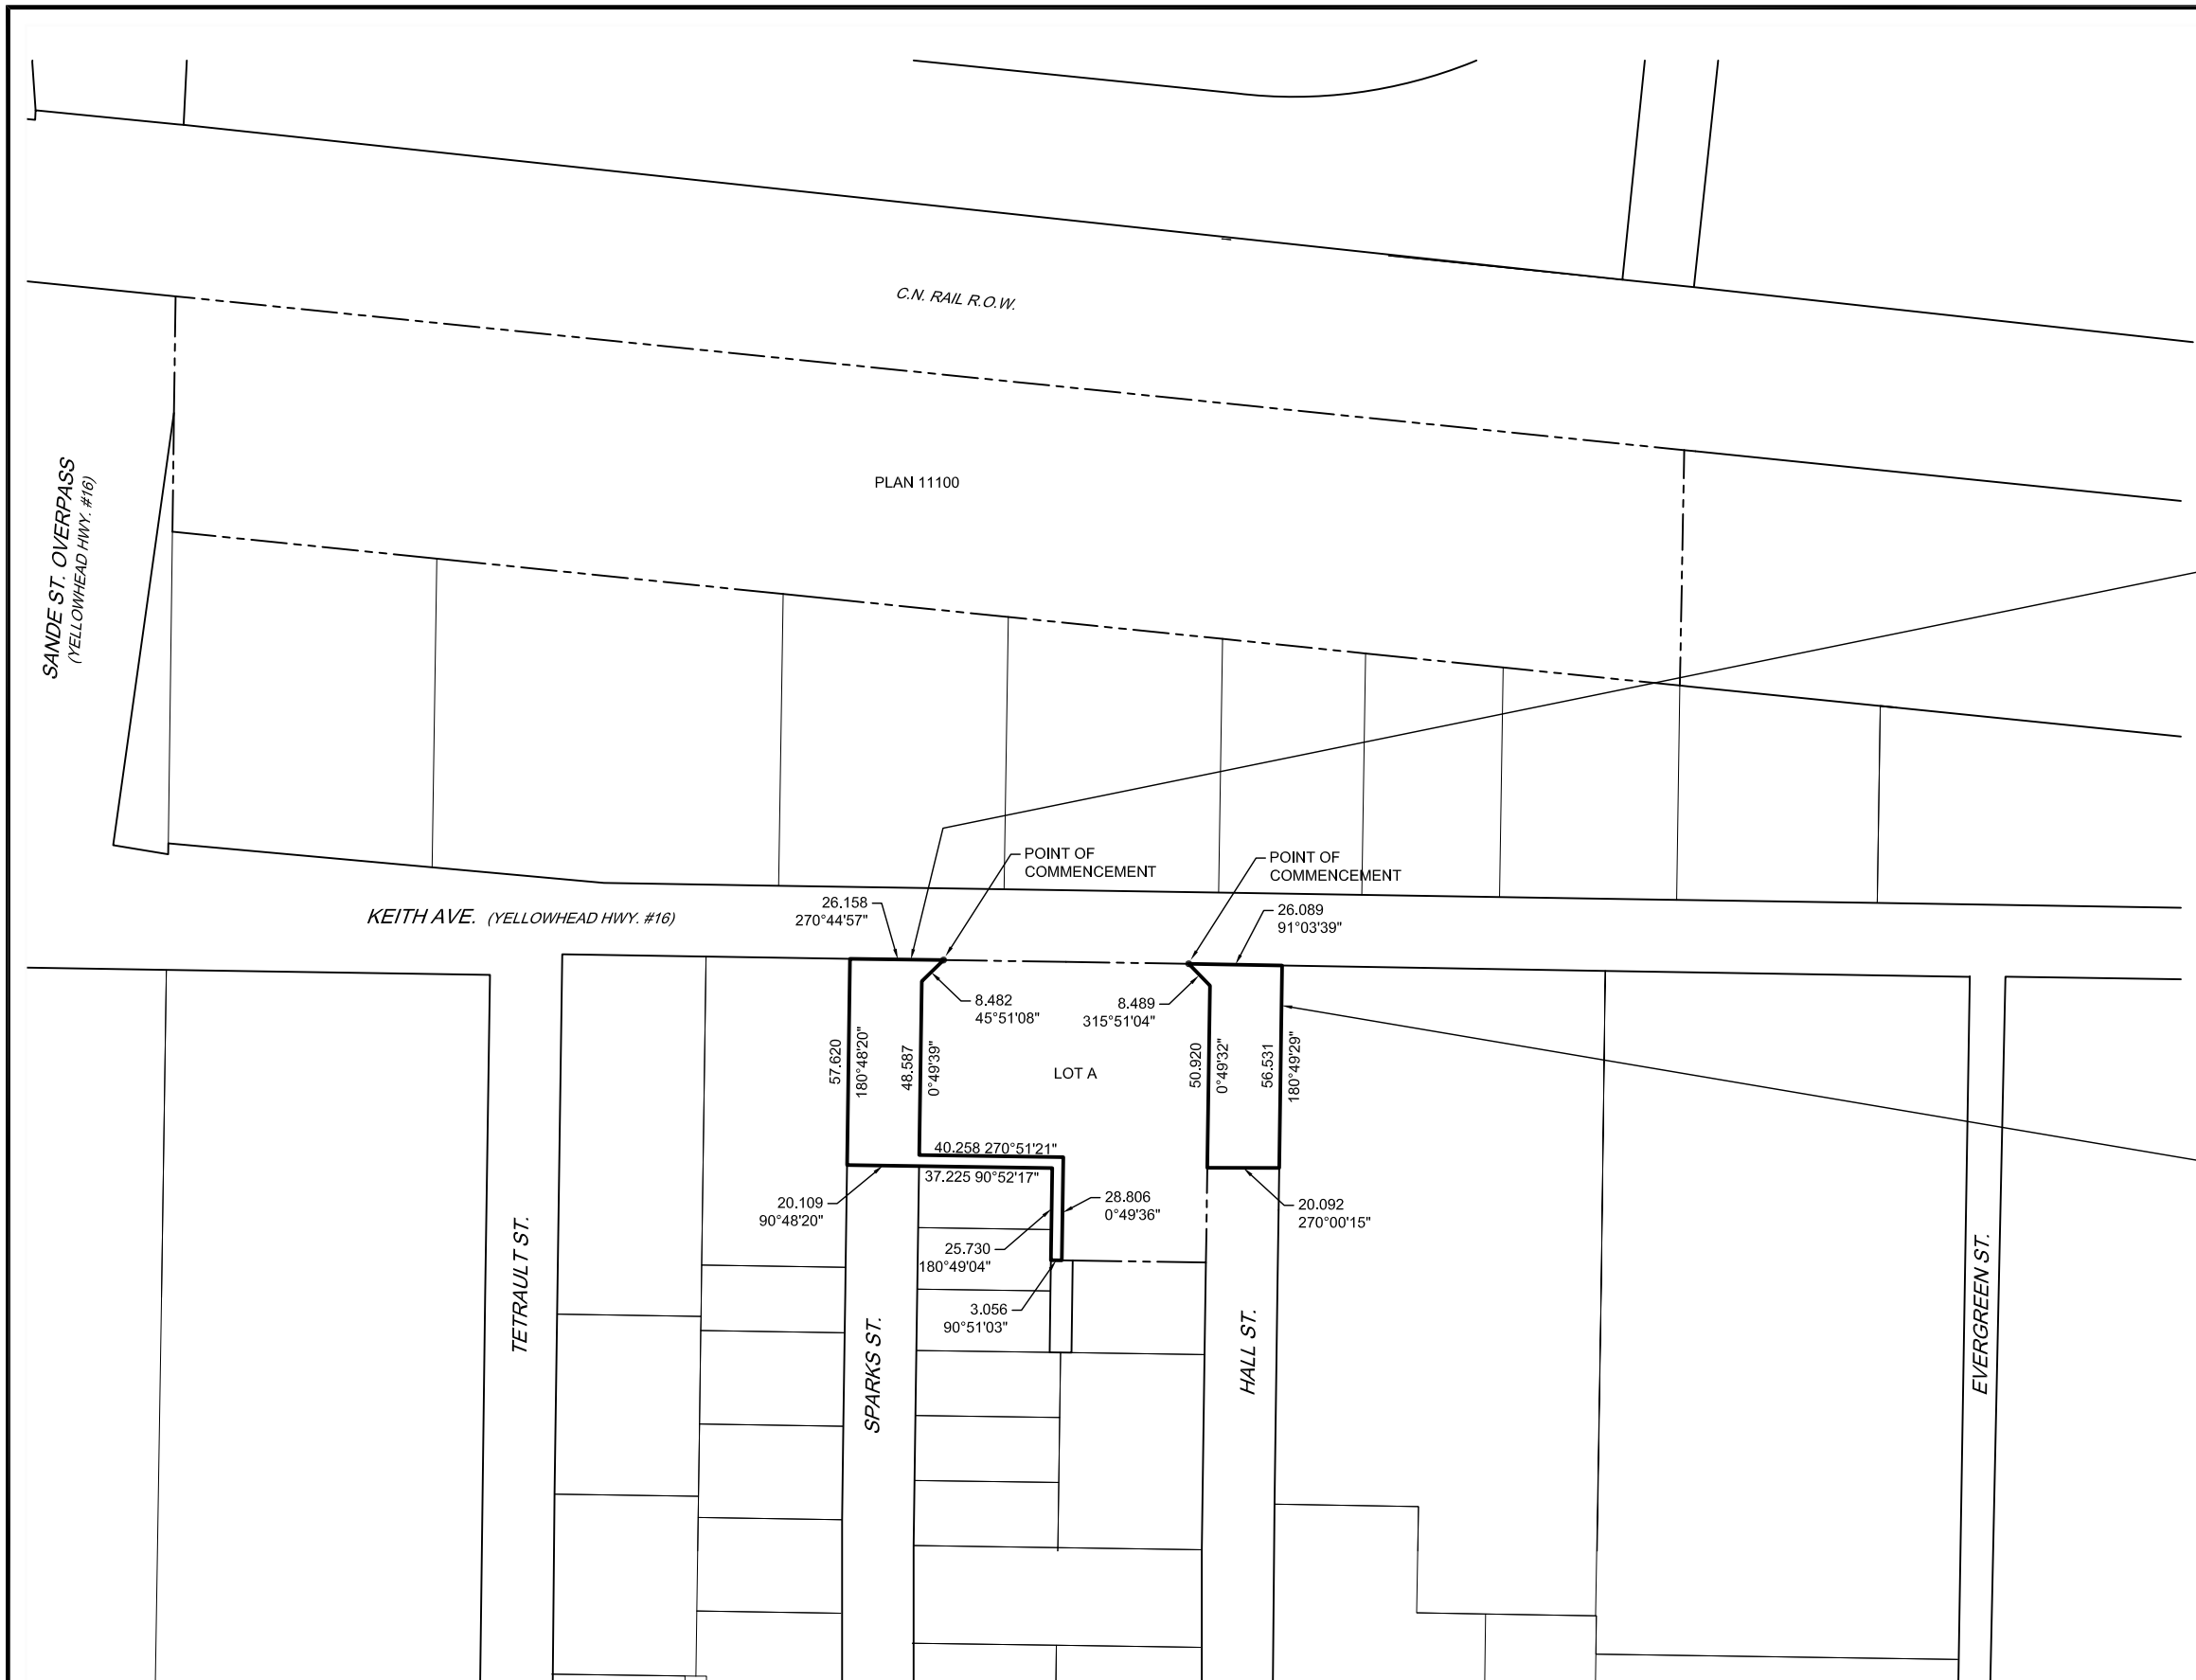 C.N. RAIL R.O.W.
PLAN 11100
SANDE ST. OVERPASS
(YELLOWHEAD HWY. #16)
POINT OF
COMMENCEMENT
POINT OF
COMMENCEMENT
KEITH AVE. (YELLOWHEAD HWY. #16)
26.158
270°44'57"
26.089
91°03'39"
8.482
45°51'08"
8.489
315°51'04"
57.620
180°48'20"
48.587
0°49'39"
LOT A
50.920
0°49'32"
56.531
180°49'29"
40.258 270°51'21"
37.225 90°52'17"
20.109
90°48'20"
28.806
0°49'36"
20.092
270°00'15"
25.730
180°49'04"
3.056
90°51'03"
TETRAULT ST.
SPARKS ST.
HALL ST.
EVERGREEN ST.